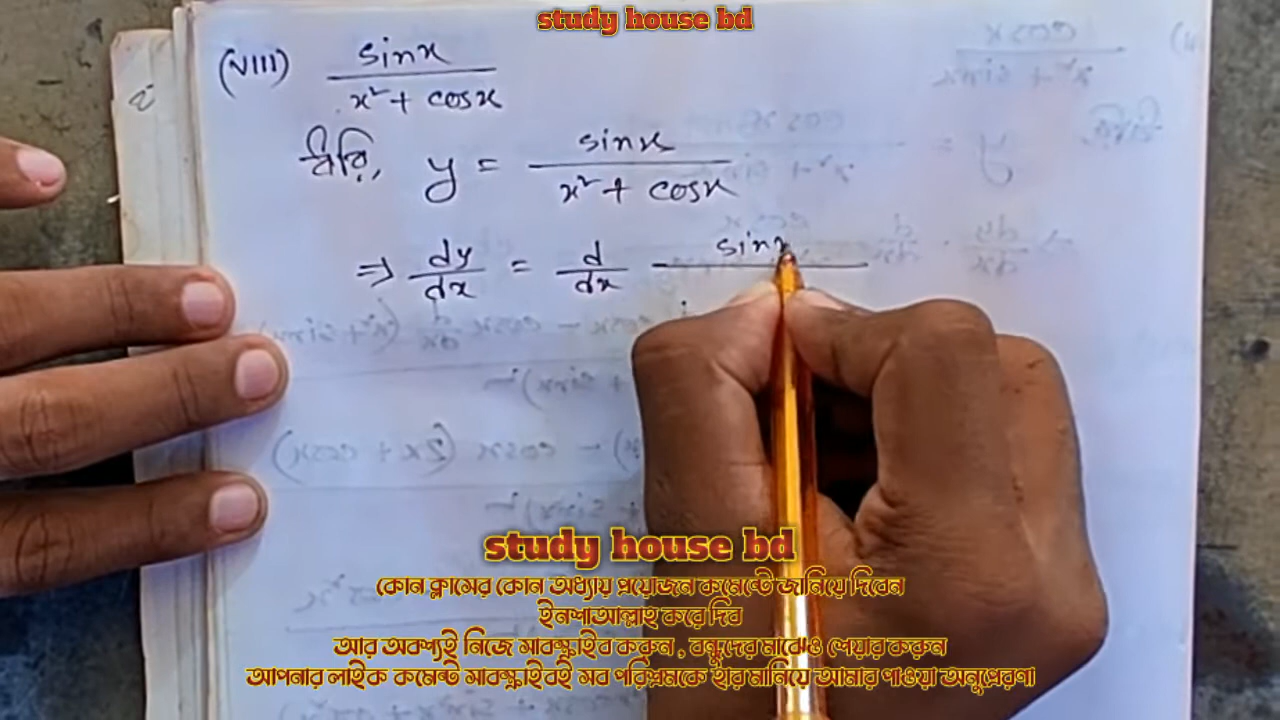 study house bd
(VIII) sinx / x² + cosx
ধরি, y = sinx / x² + cosx
⇒ dy/dx = d/dx sinx
study house bd
কোন ক্লাসের কোন অধ্যায় প্রয়োজন কমেন্টে জানিয়ে দিবেন
ইনশাআল্লাহ করে দিব
আর অবশ্যই নিজে সাবস্ক্রাইব করুন , বন্ধুদের মাঝেও শেয়ার করুন
আপনার লাইক কমেন্ট সাবস্ক্রাইবই সব পরিশ্রমকে হার মানিয়ে আমার পাওয়া অনুপ্রেরণা